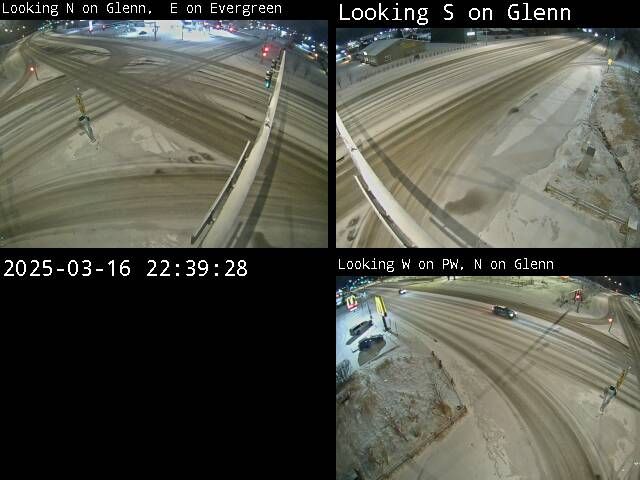 Looking N on Glenn, E on Evergreen
Looking S on Glenn
2025-03-16 22:39:28
Looking W on PW, N on Glenn